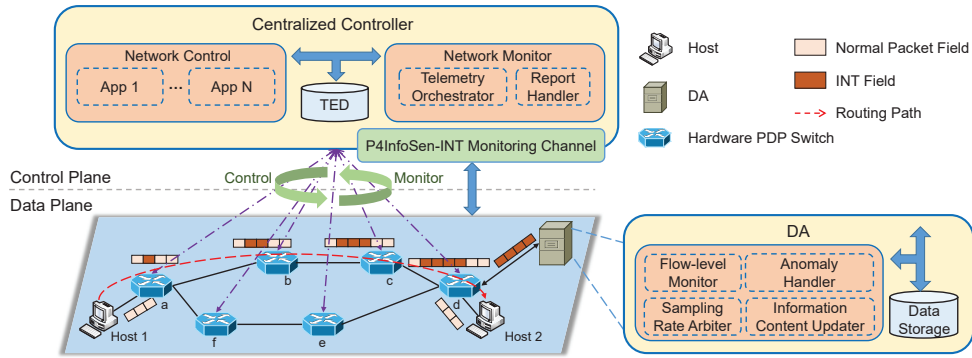 Centralized Controller
Network Control
App 1
...
App N
TED
Network Monitor
Telemetry
Orchestrator
Report
Handler
P4InfoSen-INT Monitoring Channel
Host
DA
Hardware PDP Switch
Normal Packet Field
INT Field
Routing Path
Control Plane
Data Plane
Control
Monitor
a
b
c
d
e
f
Host 1
Host 2
DA
Flow-level
Monitor
Anomaly
Handler
Sampling
Rate Arbiter
Information
Content Updater
Data
Storage